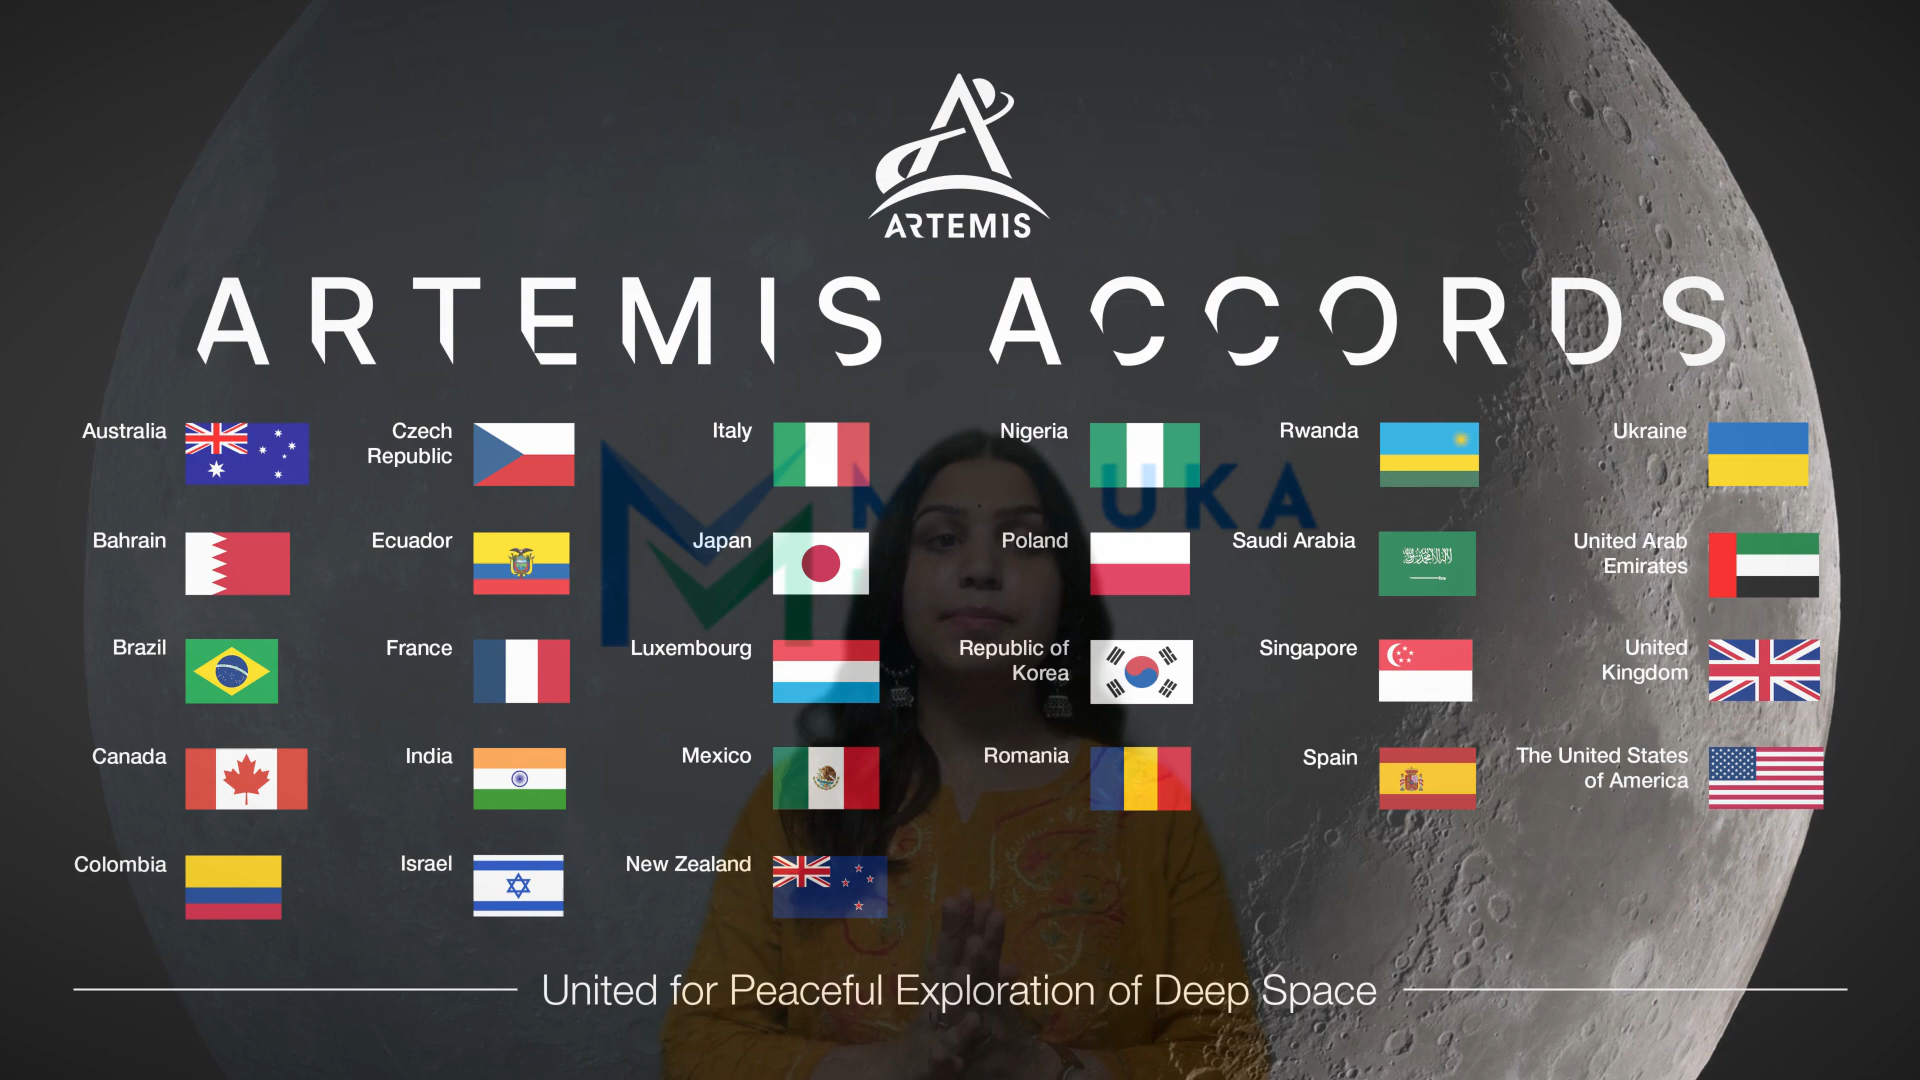 ARTEMIS
ARTEMIS ACCORDS
Australia
Bahrain
Brazil
Canada
Colombia
Czech
Republic
Ecuador
France
India
Israel
Italy
Japan
Luxembourg
Mexico
New Zealand
Nigeria
Poland
Republic of
Korea
Romania
Rwanda
Saudi Arabia
Singapore
Spain
Ukraine
United Arab
Emirates
United
Kingdom
The United States
of America
United for Peaceful Exploration of Deep Space